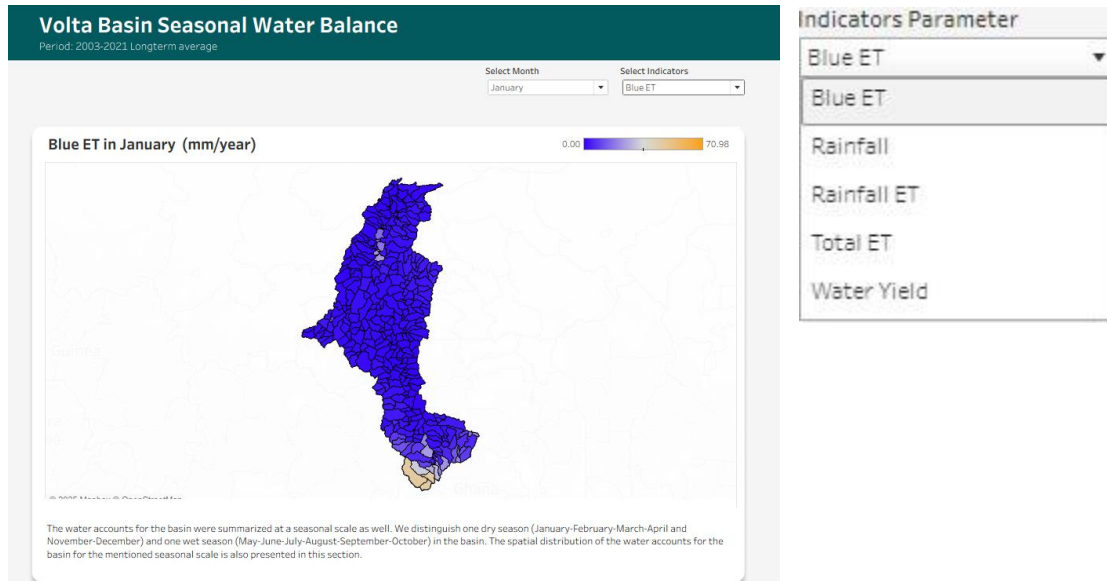 Volta Basin Seasonal Water Balance
Period: 2003-2021 Longterm average
Select Month
Select Indicators
January
Blue ET
Blue ET in January (mm/year)
0.00
70.98
Ghana
© 2025 Mapbox © OpenStreetMap
The water accounts for the basin were summarized at a seasonal scale as well. We distinguish one dry season (January-February-March-April and
November-December) and one wet season (May-June-July-August-September-October) in the basin. The spatial distribution of the water accounts for the
basin for the mentioned seasonal scale is also presented in this section.
Indicators Parameter
Blue ET
Blue ET
Rainfall
Rainfall ET
Total ET
Water Yield